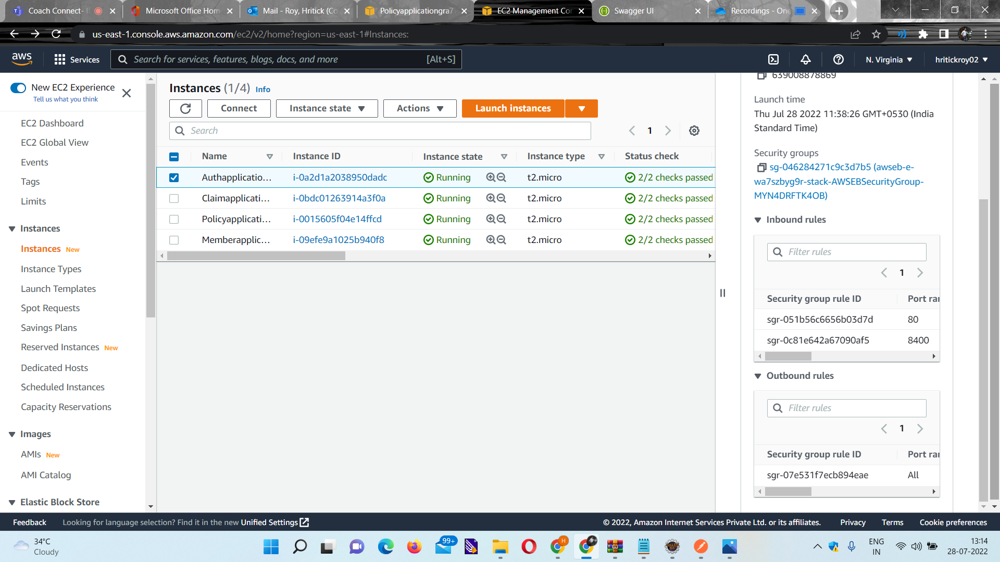 Coach Connect- 
Microsoft Office Hom
Mail - Roy, Hritick (Co
Policyapplicationgra7
EC2 Management Co
Swagger UI
Recordings - One
us-east-1.console.aws.amazon.com/ec2/v2/home?region=us-east-1#Instances:
aws
Services
Search for services, features, blogs, docs, and more
[Alt+S]
N. Virginia
hritickroy02
New EC2 Experience
Tell us what you think
EC2 Dashboard
EC2 Global View
Events
Tags
Limits
Instances
Instances New
Instance Types
Launch Templates
Spot Requests
Savings Plans
Reserved Instances New
Dedicated Hosts
Scheduled Instances
Capacity Reservations
Images
AMIs New
AMI Catalog
Elastic Block Store
Instances (1/4) Info
Connect
Instance state
Actions
Launch instances
Search
1
Name Instance ID Instance state Instance type Status check
Authapplicatio... i-0a2d1a2038950dadc Running t2.micro 2/2 checks passed
Claimapplicati... i-0bdc01263914a3f0a Running t2.micro 2/2 checks passed
Policyapplicati... i-0015605f04e14ffcd Running t2.micro 2/2 checks passed
Memberapplic... i-09efe9a1025b940f8 Running t2.micro 2/2 checks passed
639008878869
Launch time
Thu Jul 28 2022 11:38:26 GMT+0530 (India
Standard Time)
Security groups
sg-046284271c9c3d7b5 (awseb-e-
wa7szbyg9r-stack-AWSEBSecurityGroup-
MYN4DRFTK4OB)
Inbound rules
Filter rules
1
Security group rule ID Port ran
sgr-051b56c6656b03d7d 80
sgr-0c81e642a67090af5 8400
Outbound rules
Filter rules
1
Security group rule ID Port ran
sgr-07e531f7ecb894eae All
Feedback
Looking for language selection? Find it in the new Unified Settings
© 2022, Amazon Internet Services Private Ltd. or its affiliates.
Privacy
Terms
Cookie preferences
34°C
Cloudy
99+
H
ENG
IN
13:14
28-07-2022